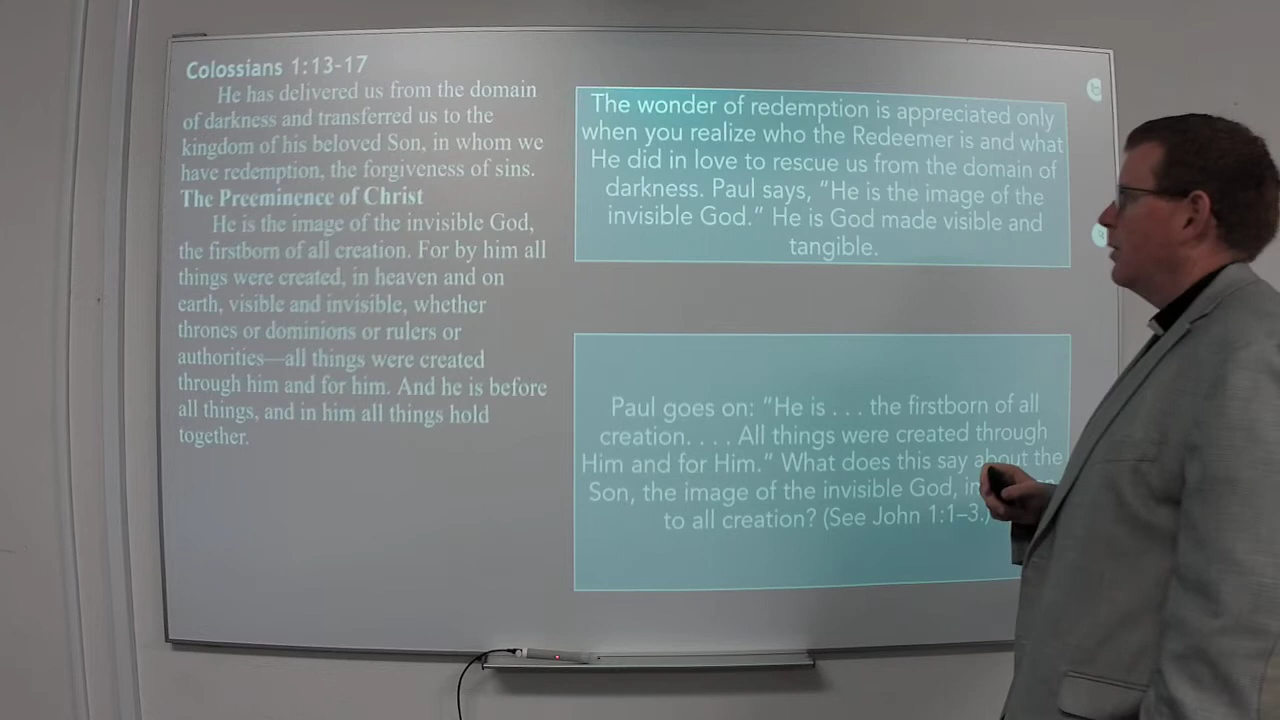 Colossians 1:13-17
He has delivered us from the domain
of darkness and transferred us to the
kingdom of his beloved Son, in whom we
have redemption, the forgiveness of sins.
The Preeminence of Christ
He is the image of the invisible God,
the firstborn of all creation. For by him all
things were created, in heaven and on
earth, visible and invisible, whether
thrones or dominions or rulers or
authorities—all things were created
through him and for him. And he is before
all things, and in him all things hold
together.
The wonder of redemption is appreciated only
when you realize who the Redeemer is and what
He did in love to rescue us from the domain of
darkness. Paul says, "He is the image of the
invisible God." He is God made visible and
tangible.
Paul goes on: "He is . . . the firstborn of all
creation. . . . All things were created through
Him and for Him." What does this say about the
Son, the image of the invisible God, in
to all creation? (See John 1:1–3.)